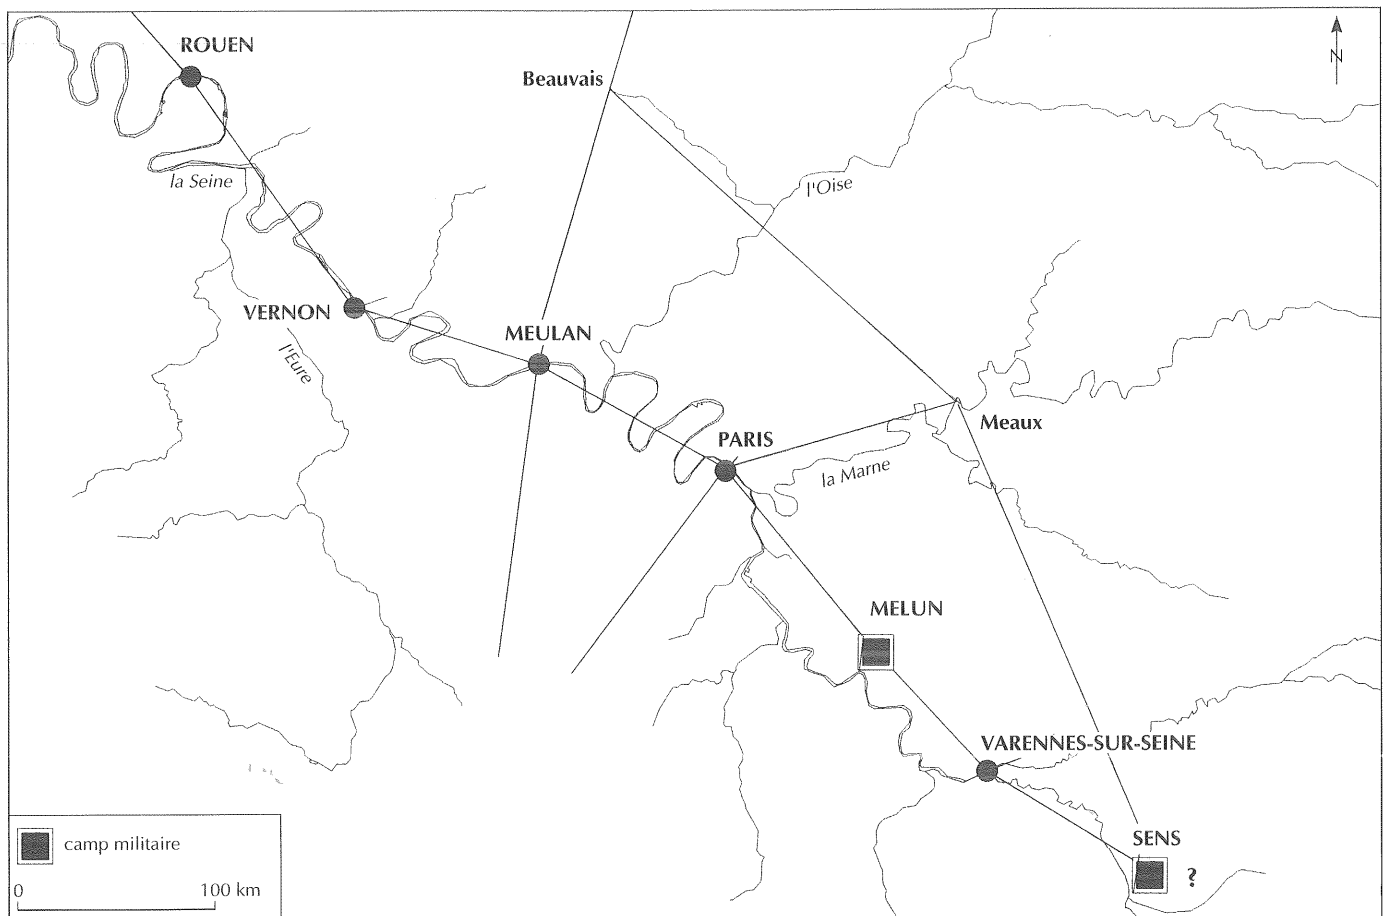 ROUEN
Beauvais
N
la Seine
l'Oise
VERNON
MEULAN
l'Eure
Meaux
PARIS
la Marne
MELUN
VARENNES-SUR-SEINE
SENS
?
camp militaire
0 100 km